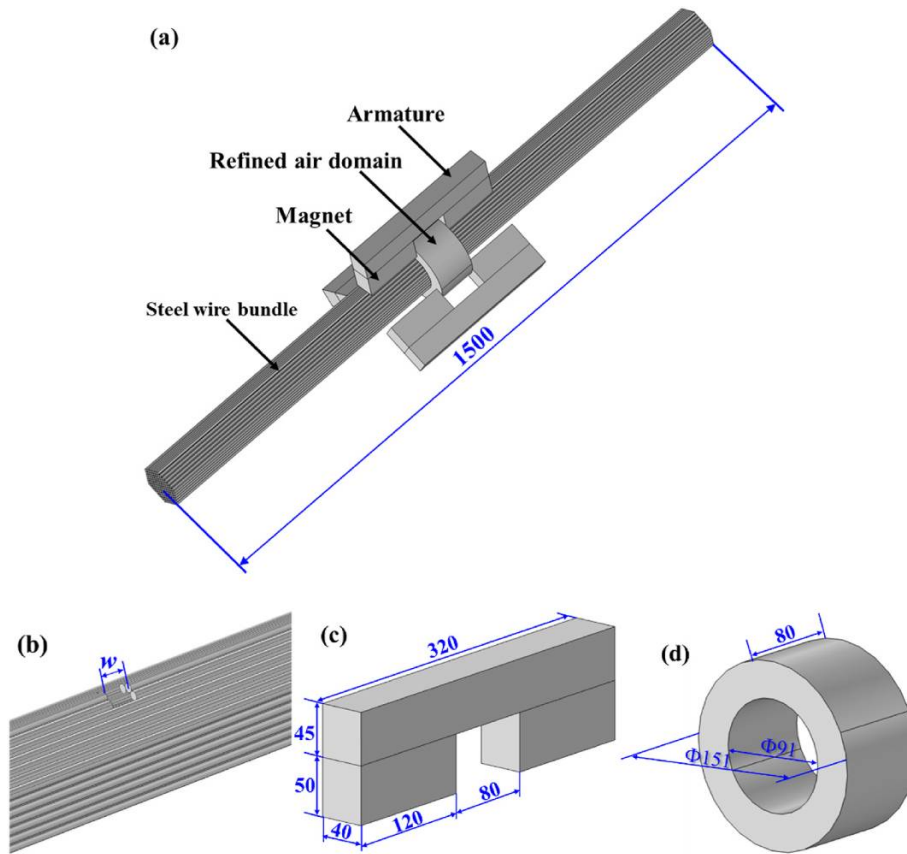 (a)
Armature
Refined air domain
Magnet
Steel wire bundle
1500
(b)
w
(c)
320
45
50
40
120
80
(d)
80
Φ91
Φ151